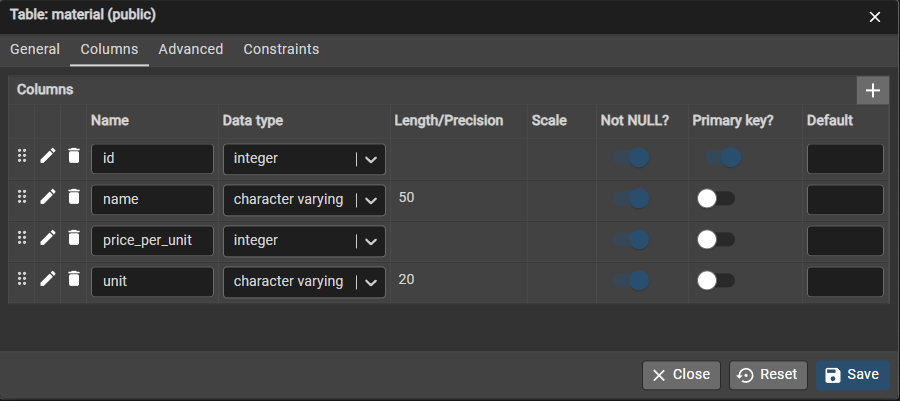 Table: material (public)
General Columns Advanced Constraints
Columns
Name Data type Length/Precision Scale Not NULL? Primary key? Default
id integer
name character varying 50
price_per_unit integer
unit character varying 20
Close Reset Save